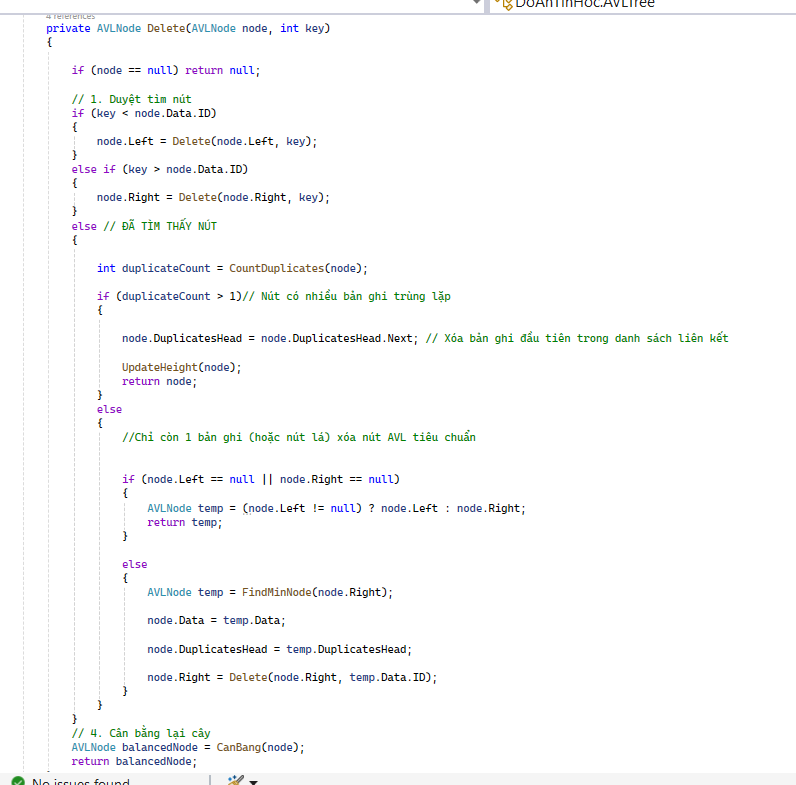 4 references
DoAnTinHoc.AVLTree
private AVLNode Delete(AVLNode node, int key)
{
if (node == null) return null;
// 1. Duyệt tìm nút
if (key < node.Data.ID)
{
node.Left = Delete(node.Left, key);
}
else if (key > node.Data.ID)
{
node.Right = Delete(node.Right, key);
}
else // ĐÃ TÌM THẤY NÚT
{
int duplicateCount = CountDuplicates(node);
if (duplicateCount > 1)// Nút có nhiều bản ghi trùng lặp
{
node.DuplicatesHead = node.DuplicatesHead.Next; // Xóa bản ghi đầu tiên trong danh sách liên kết
UpdateHeight(node);
return node;
}
else
{
//Chỉ còn 1 bản ghi (hoặc nút lá) xóa nút AVL tiêu chuẩn
if (node.Left == null || node.Right == null)
{
AVLNode temp = (node.Left != null) ? node.Left : node.Right;
return temp;
}
else
{
AVLNode temp = FindMinNode(node.Right);
node.Data = temp.Data;
node.DuplicatesHead = temp.DuplicatesHead;
node.Right = Delete(node.Right, temp.Data.ID);
}
}
}
// 4. Cân bằng lại cây
AVLNode balancedNode = CanBang(node);
return balancedNode;
No issues found